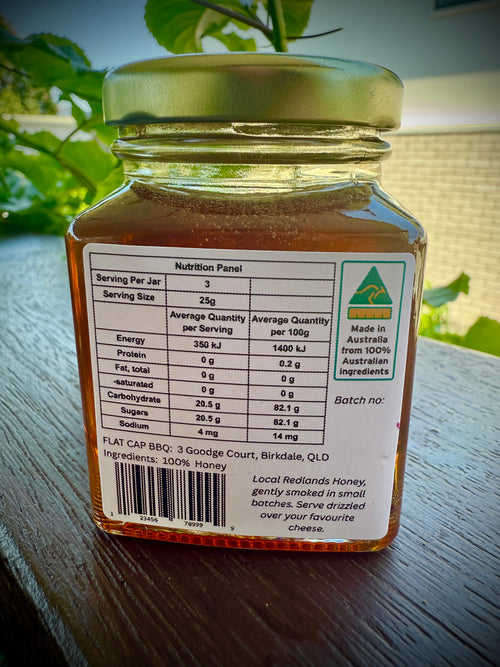 Nutrition Panel
Serving Per Jar 3
Serving Size 25g
Average Quantity per Serving Average Quantity per 100g
Energy 350 kJ 1400 kJ
Protein 0 g 0.2 g
Fat, total 0 g 0 g
-saturated 0 g 0 g
Carbohydrate 20.5 g 82.1 g
Sugars 20.5 g 82.1 g
Sodium 4 mg 14 mg
Made in
Australia
from 100%
Australian
ingredients
Batch no:
FLAT CAP BBQ: 3 Goodge Court, Birkdale, QLD
Ingredients: 100% Honey
1 23456 78999 9
Local Redlands Honey,
gently smoked in small
batches. Serve drizzled
over your favourite
cheese.